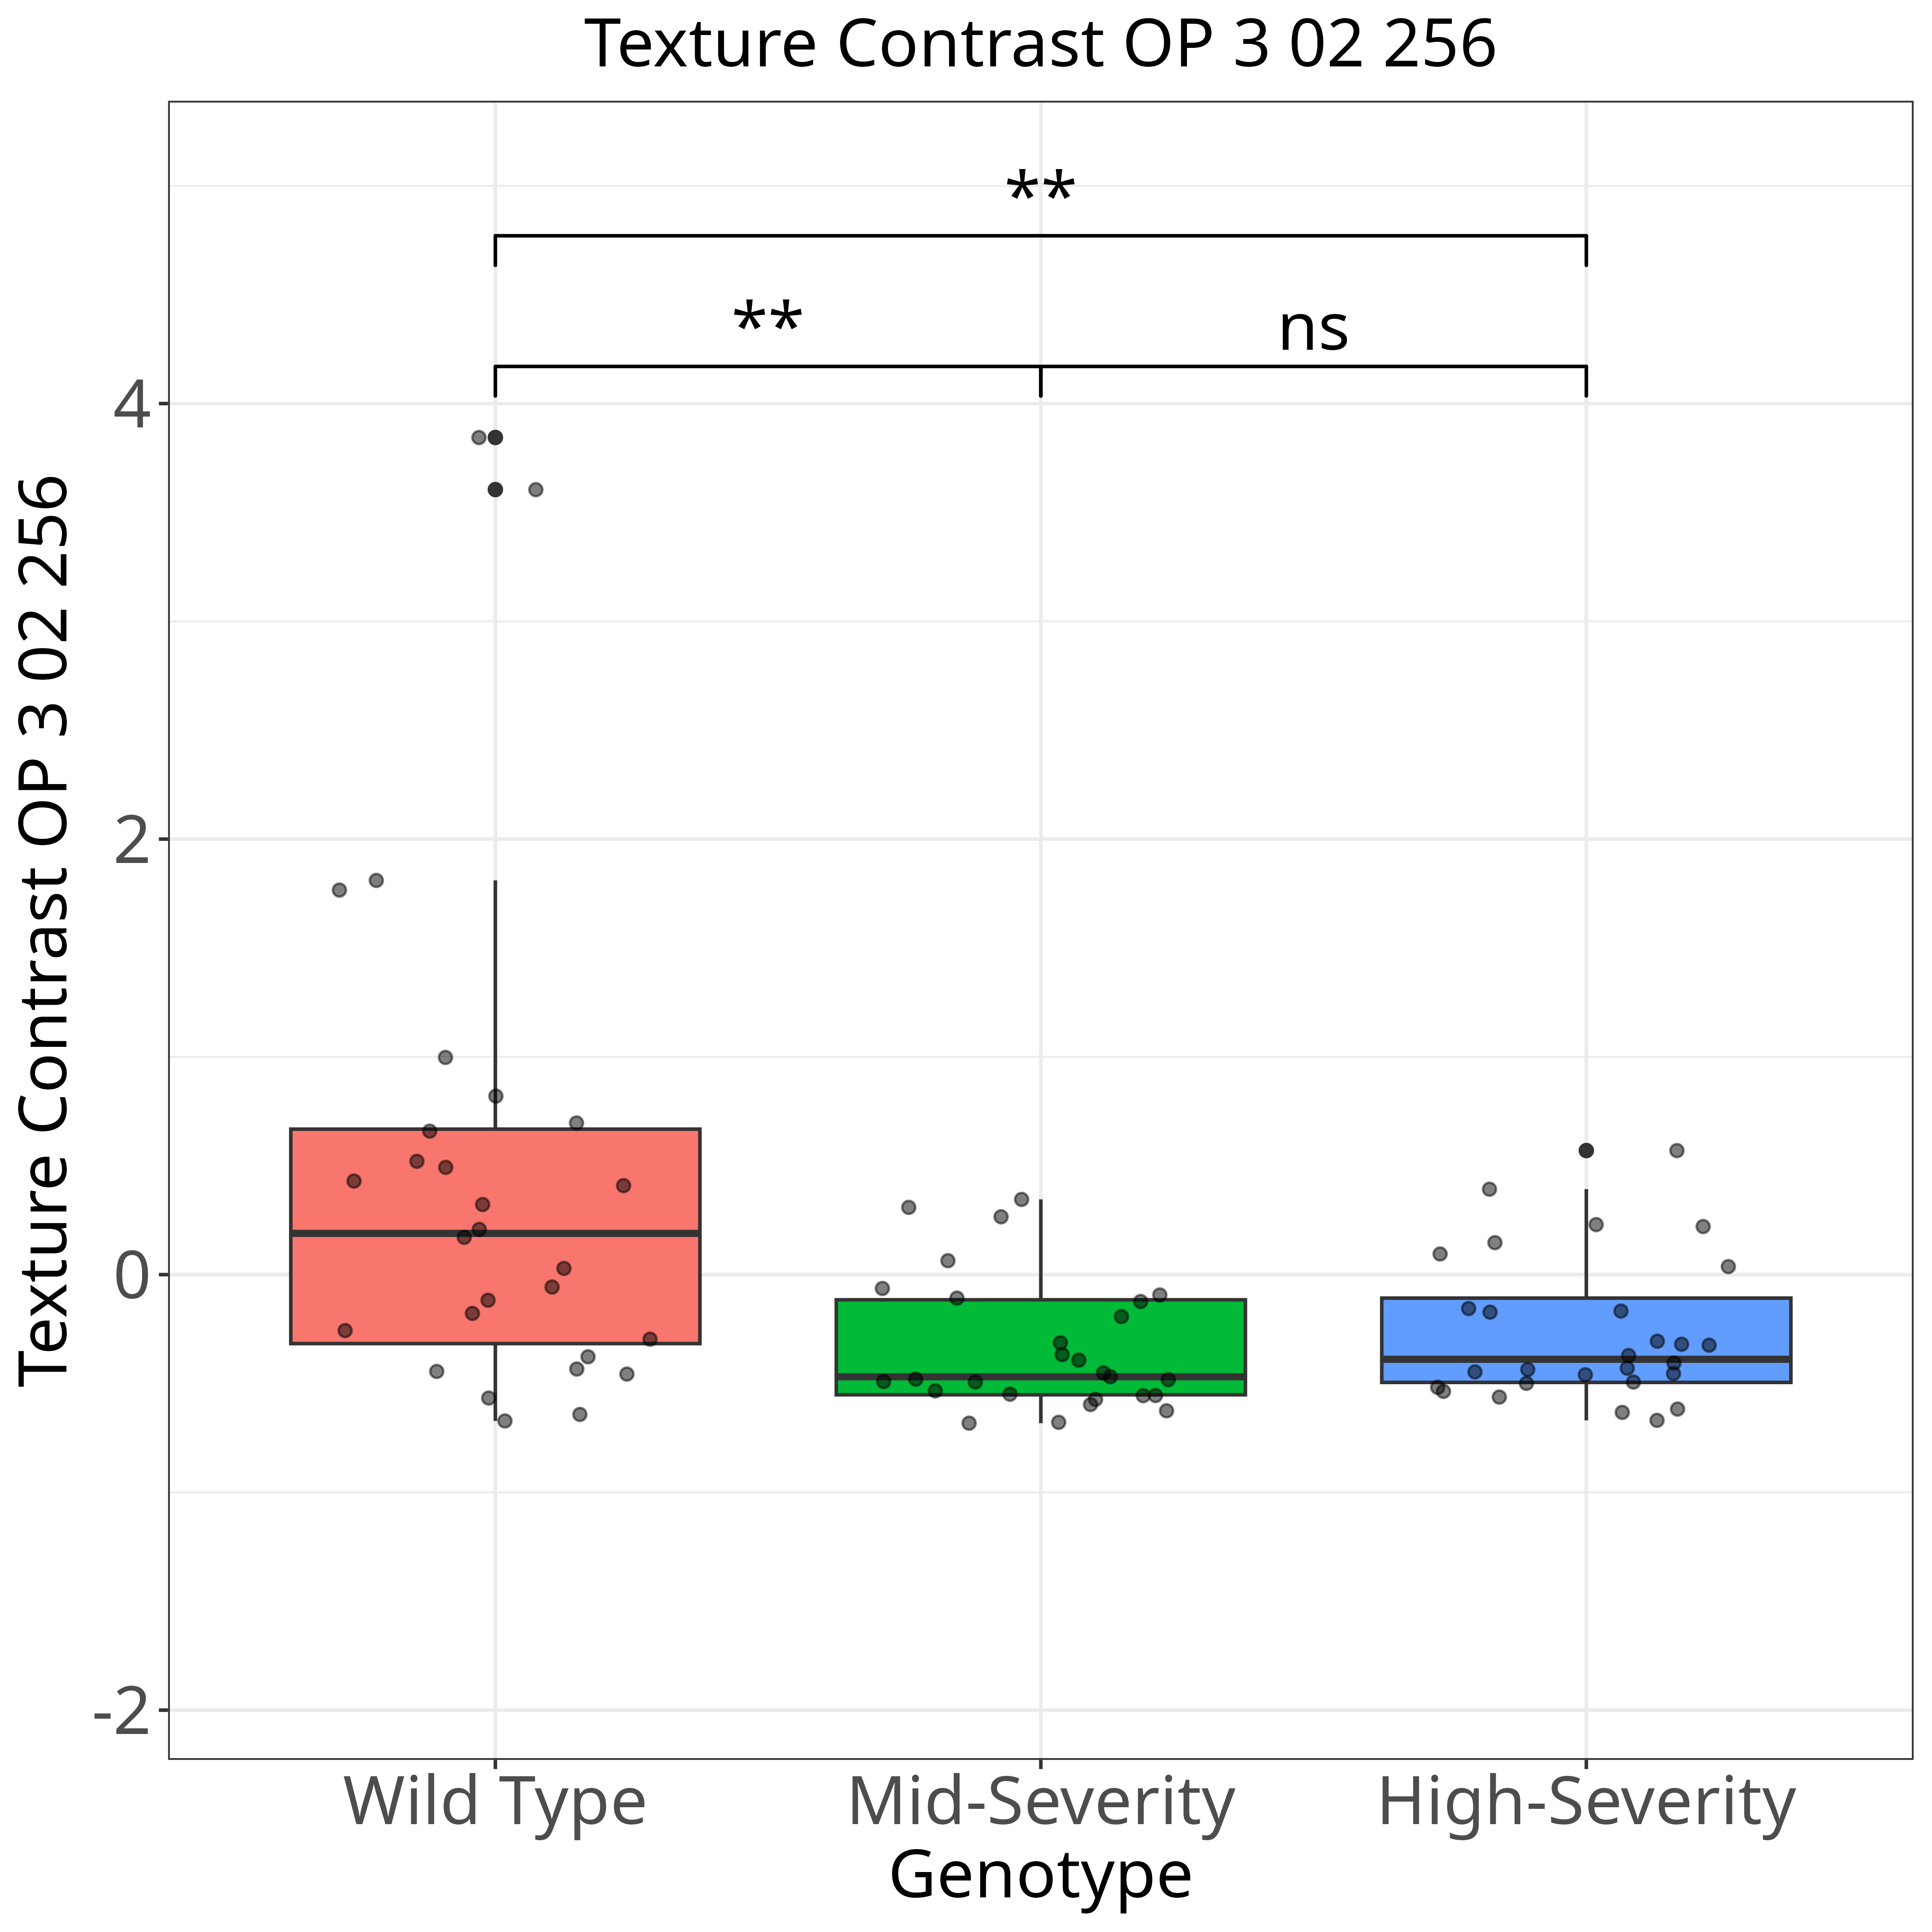 Texture Contrast OP 3 02 256
**
**
ns
4
2
0
-2
Texture Contrast OP 3 02 256
Wild Type
Mid-Severity
High-Severity
Genotype